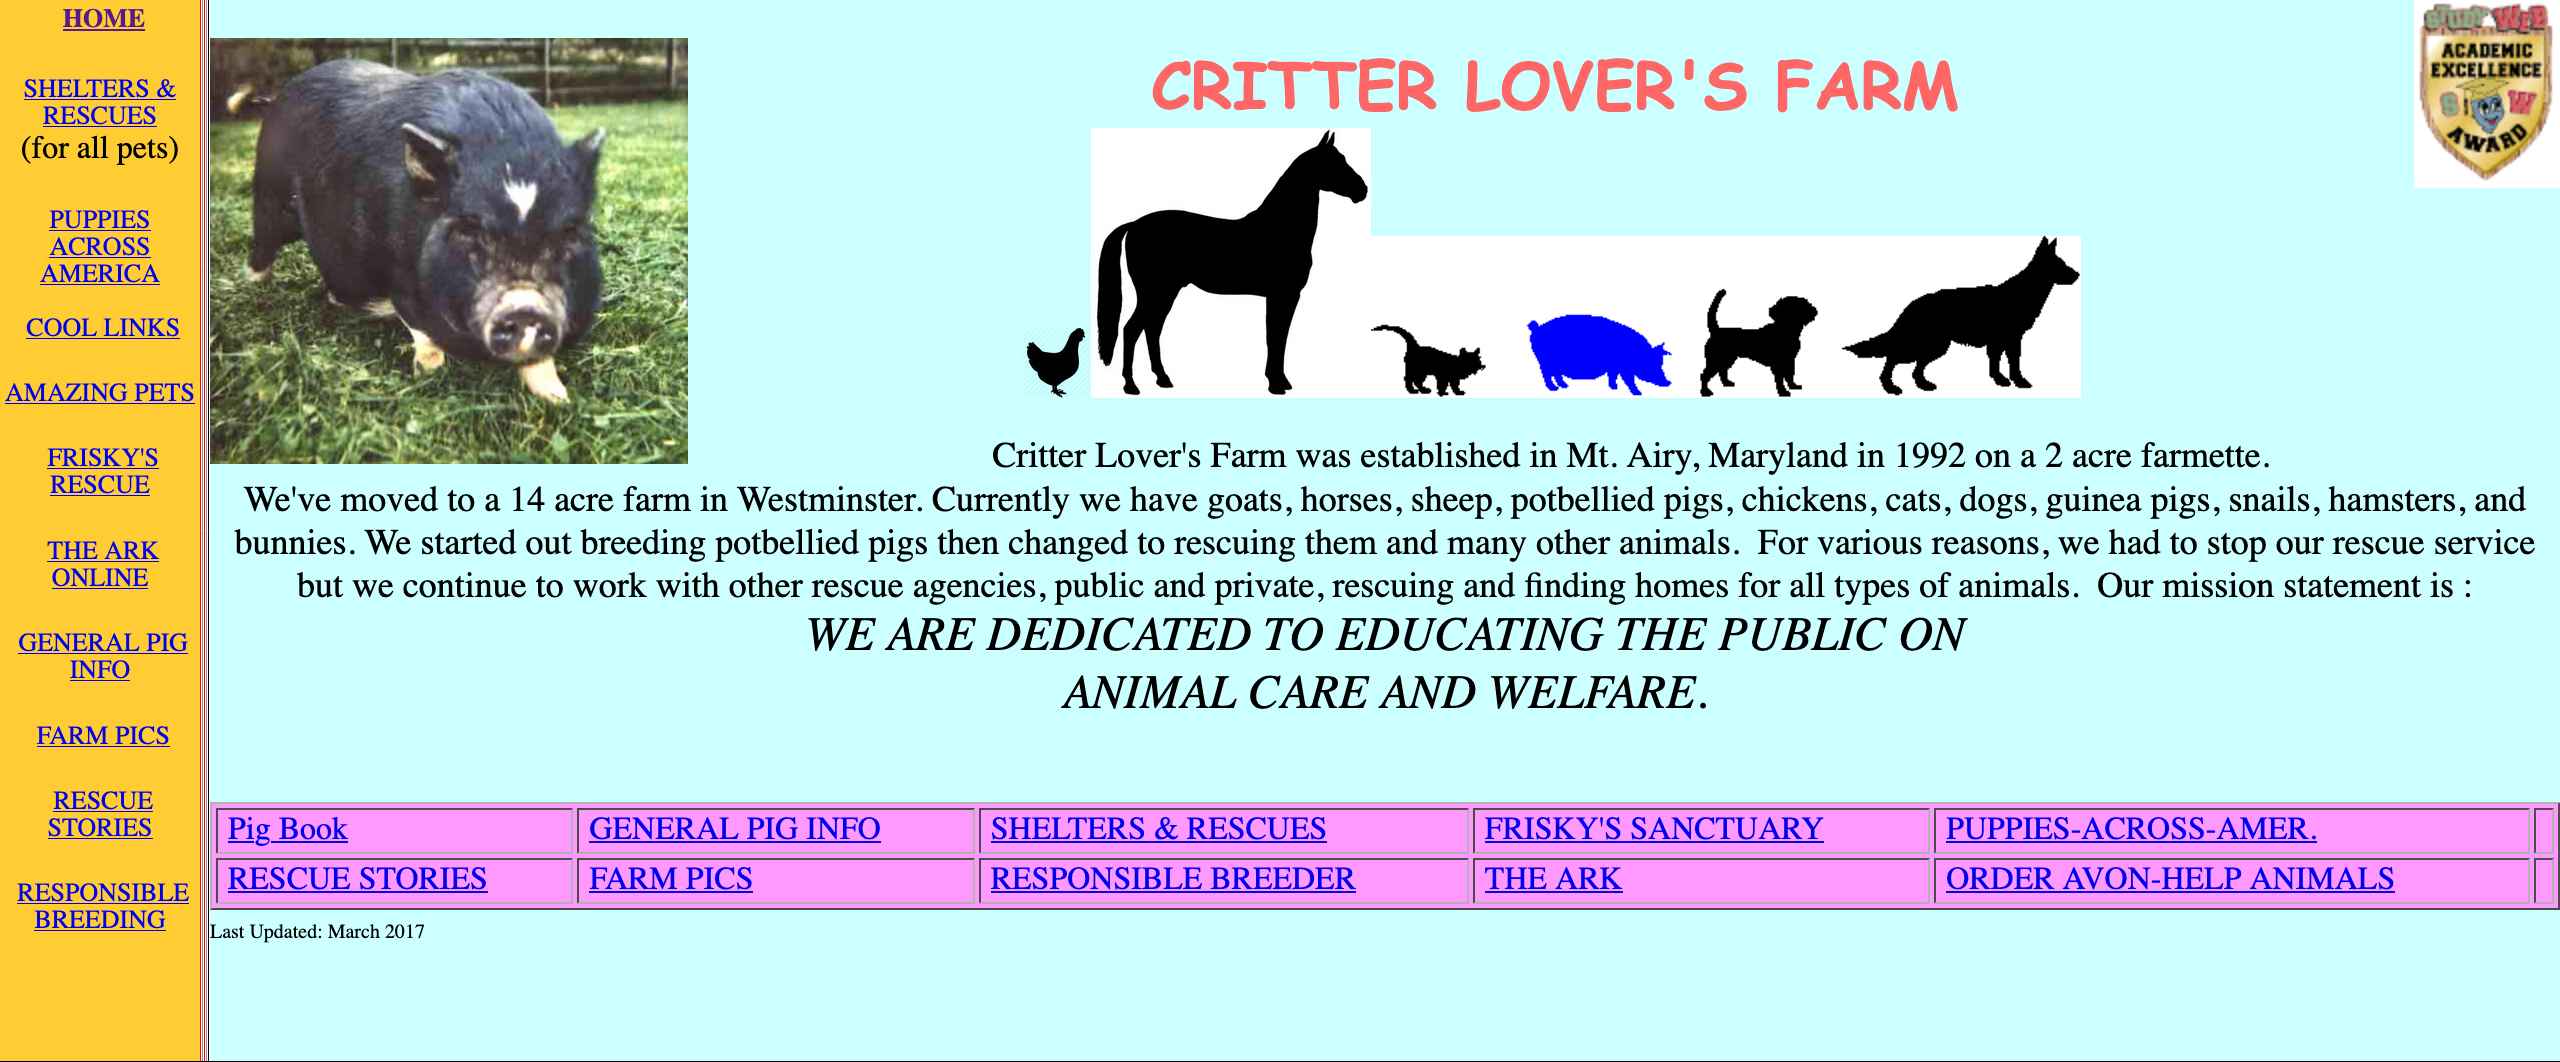 HOME
SHELTERS &
RESCUES
(for all pets)
PUPPIES
ACROSS
AMERICA
COOL LINKS
AMAZING PETS
FRISKY'S
RESCUE
THE ARK
ONLINE
GENERAL PIG
INFO
FARM PICS
RESCUE
STORIES
RESPONSIBLE
BREEDING
CRITTER LOVER'S FARM
STUDY WEB
ACADEMIC
EXCELLENCE
S W
AWARD
Critter Lover's Farm was established in Mt. Airy, Maryland in 1992 on a 2 acre farmette.
We've moved to a 14 acre farm in Westminster. Currently we have goats, horses, sheep, potbellied pigs, chickens, cats, dogs, guinea pigs, snails, hamsters, and
bunnies. We started out breeding potbellied pigs then changed to rescuing them and many other animals.  For various reasons, we had to stop our rescue service
but we continue to work with other rescue agencies, public and private, rescuing and finding homes for all types of animals.  Our mission statement is :
WE ARE DEDICATED TO EDUCATING THE PUBLIC ON
ANIMAL CARE AND WELFARE.
Pig Book GENERAL PIG INFO SHELTERS & RESCUES FRISKY'S SANCTUARY PUPPIES-ACROSS-AMER.
RESCUE STORIES FARM PICS RESPONSIBLE BREEDER THE ARK ORDER AVON-HELP ANIMALS
Last Updated: March 2017